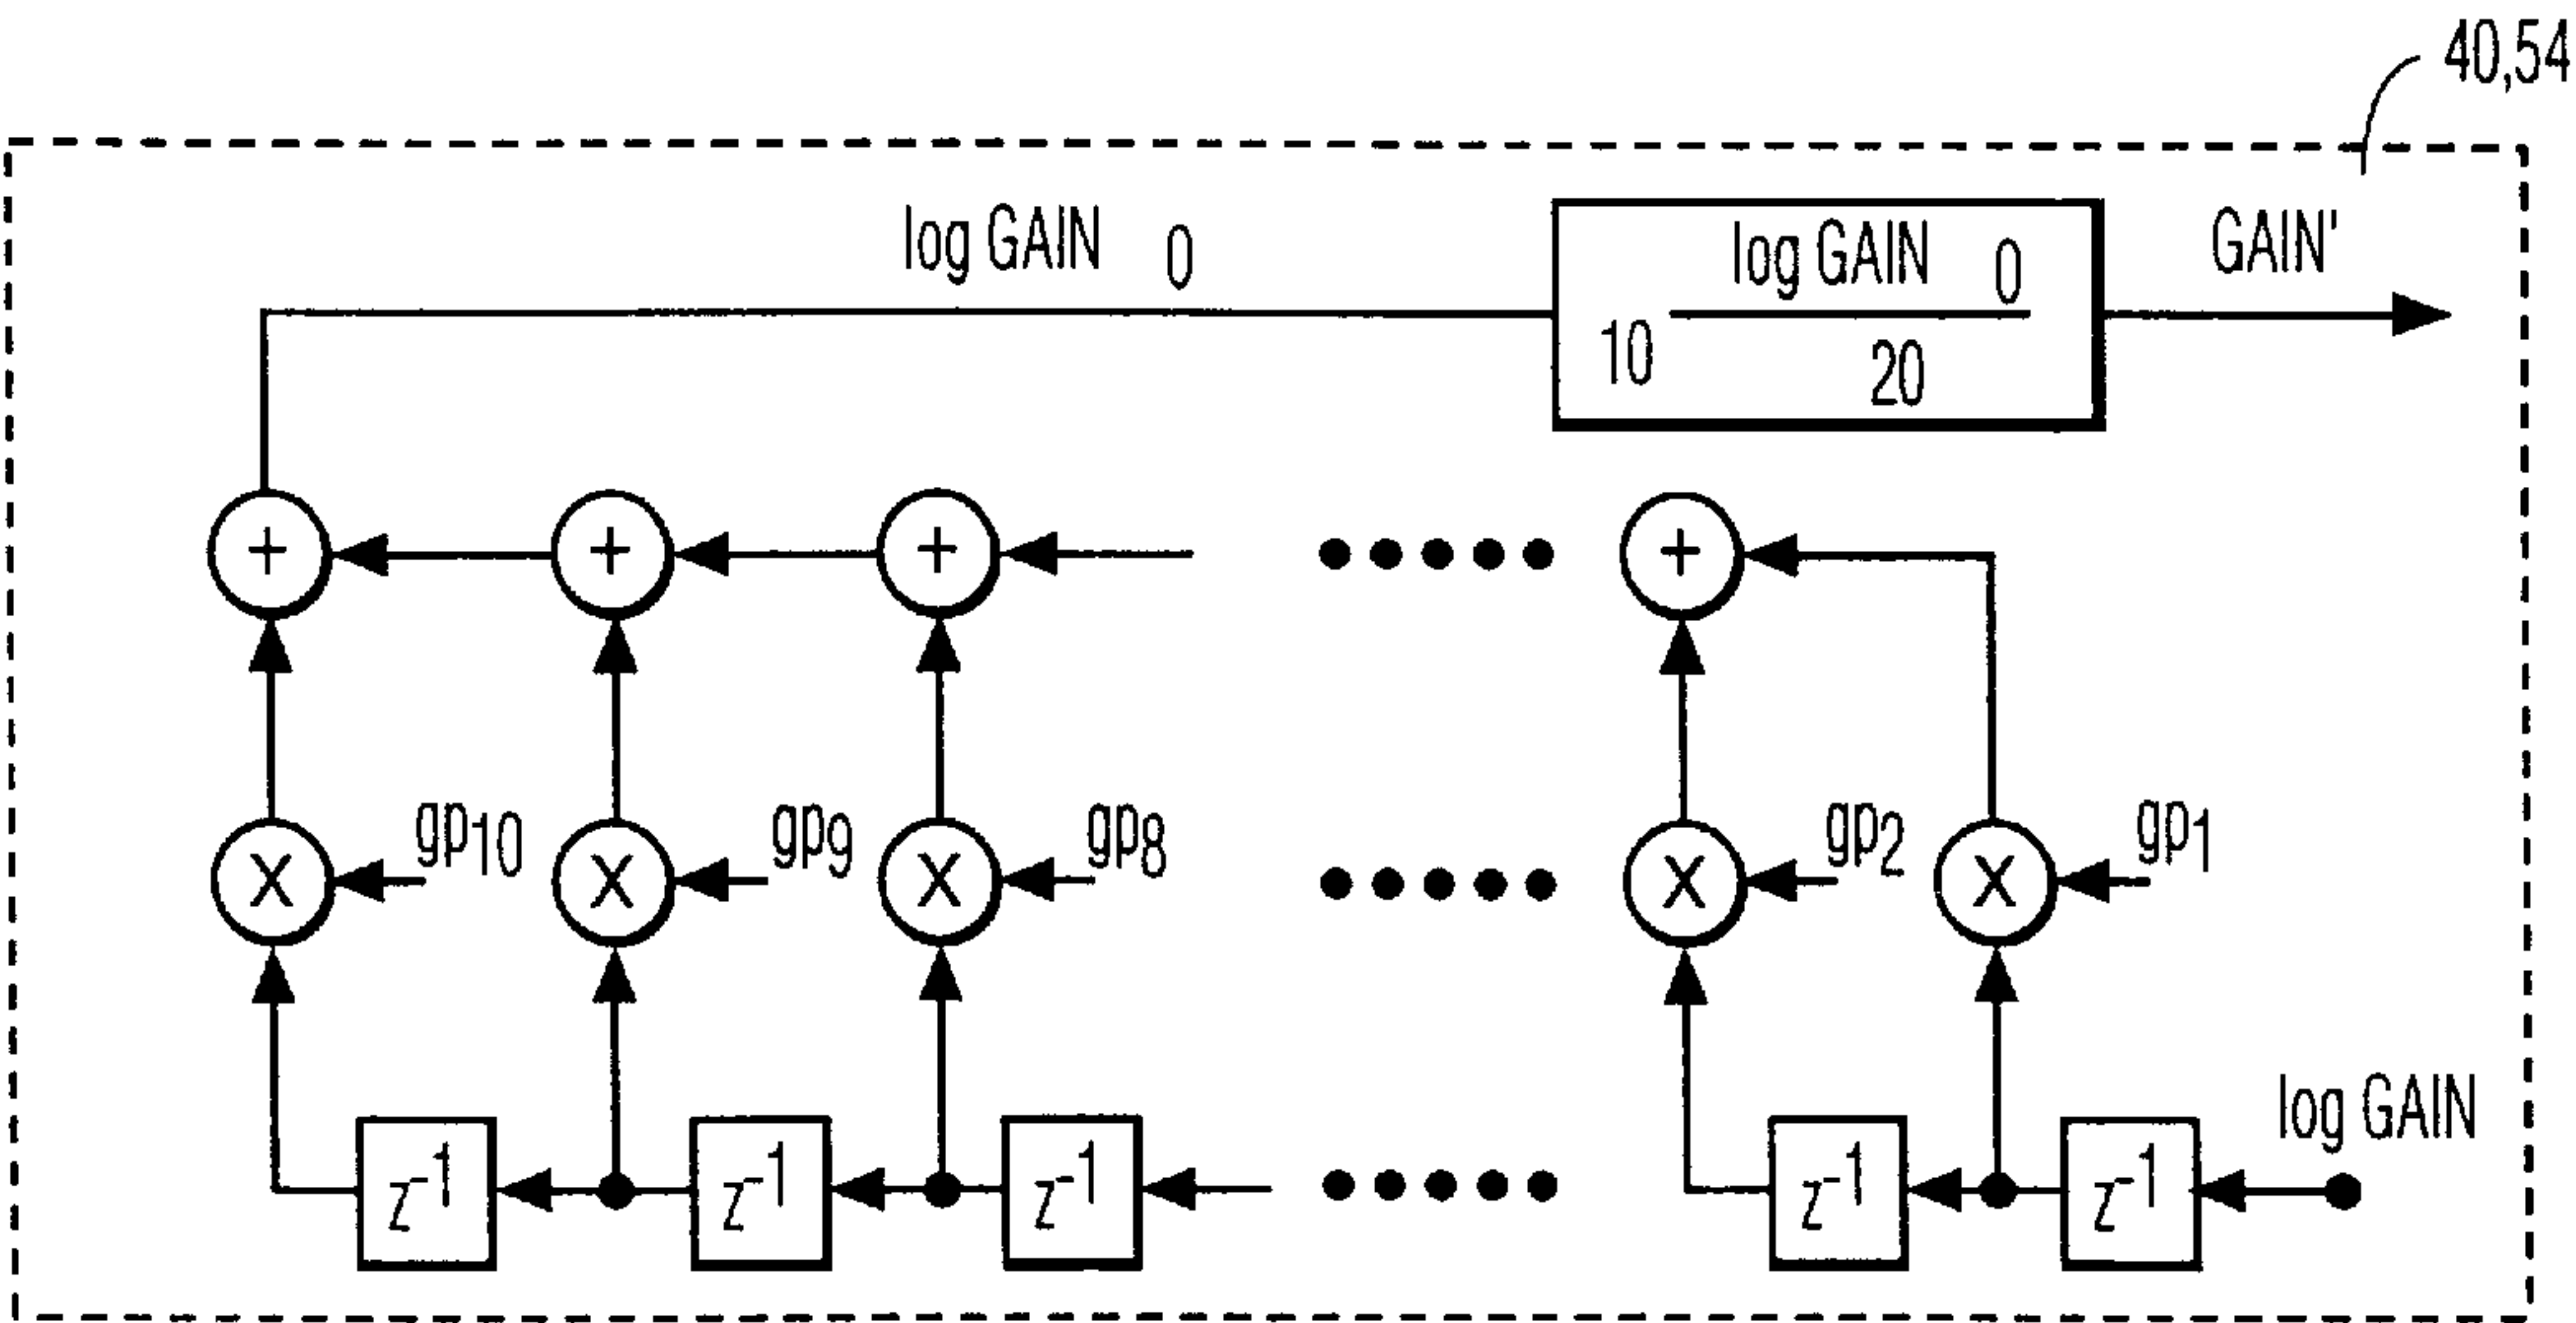 40,54
log GAIN 0
10 log GAIN 0 / 20
GAIN'
+ + + +
X gp10 X gp9 X gp8 X gp2 X gp1
log GAIN
z-1 z-1 z-1 z-1 z-1